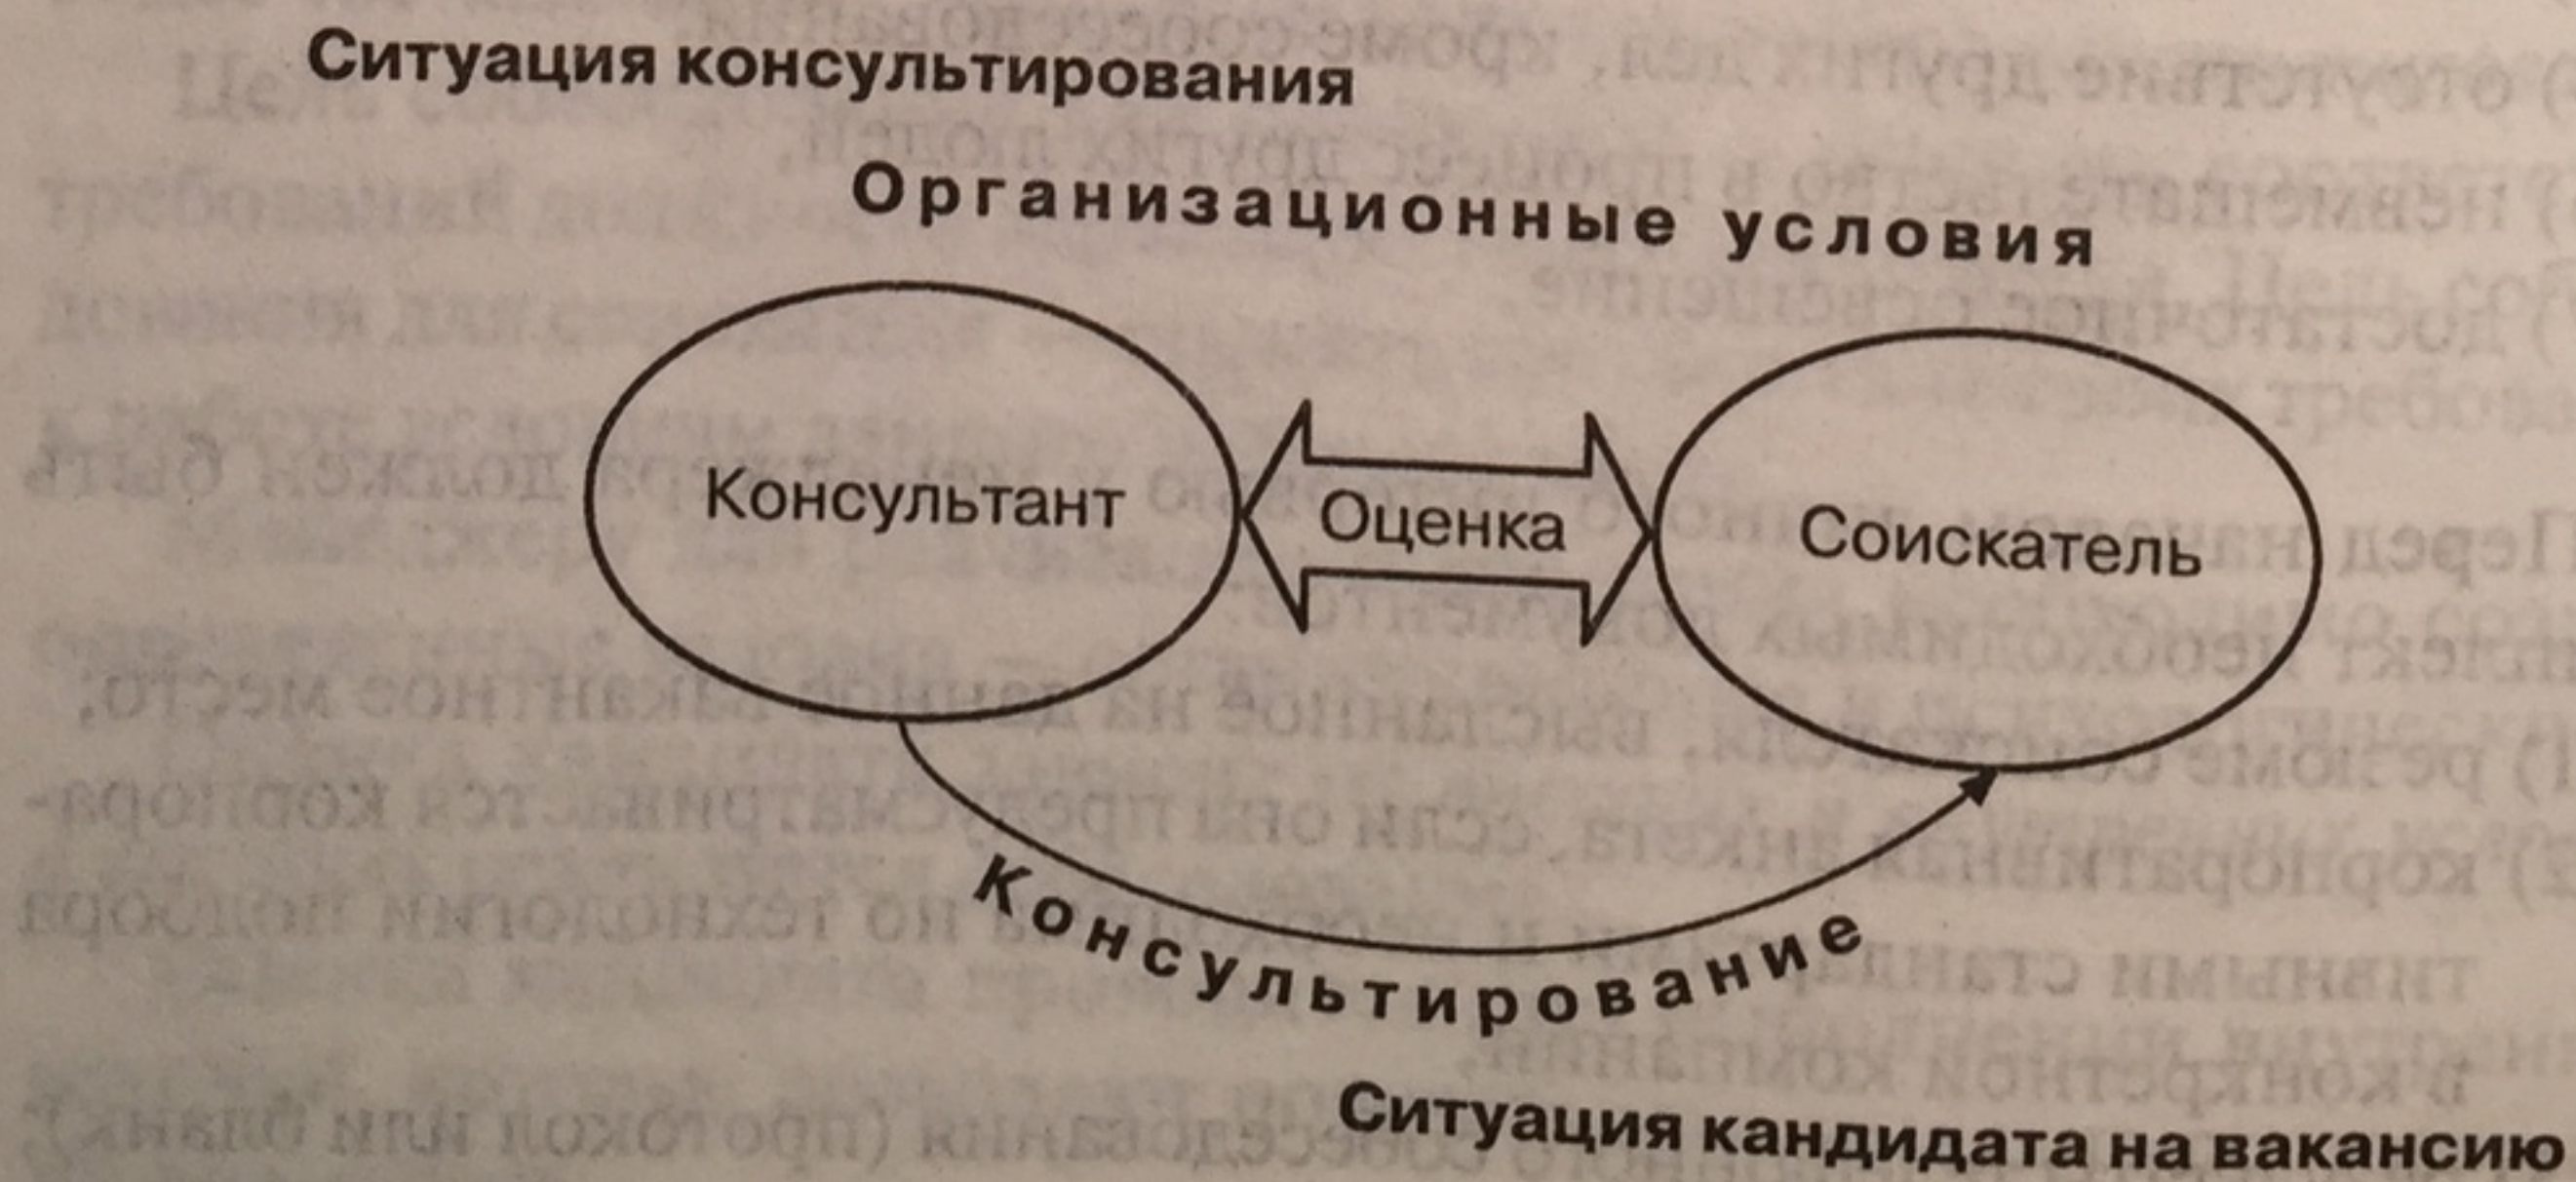 Ситуация консультирования
Организационные условия
Консультант
Оценка
Соискатель
Консультирование
Ситуация кандидата на вакансию